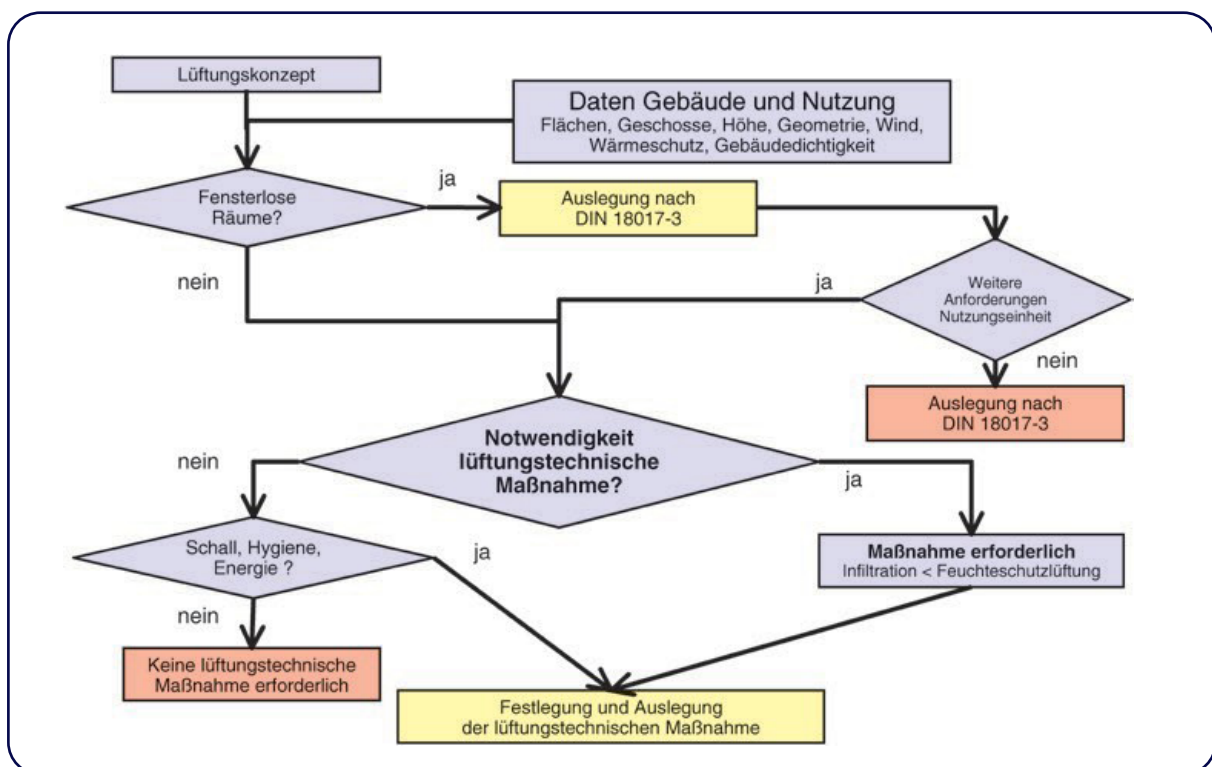 Lüftungskonzept
Daten Gebäude und Nutzung
Flächen, Geschosse, Höhe, Geometrie, Wind,
Wärmeschutz, Gebäudedichtigkeit
Fensterlose
Räume?
ja
Auslegung nach
DIN 18017-3
nein
ja
Weitere
Anforderungen
Nutzungseinheit
nein
Auslegung nach
DIN 18017-3
Notwendigkeit
lüftungstechnische
Maßnahme?
nein
ja
Schall, Hygiene,
Energie ?
ja
Maßnahme erforderlich
Infiltration < Feuchteschutzlüftung
nein
Keine lüftungstechnische
Maßnahme erforderlich
Festlegung und Auslegung
der lüftungstechnischen Maßnahme